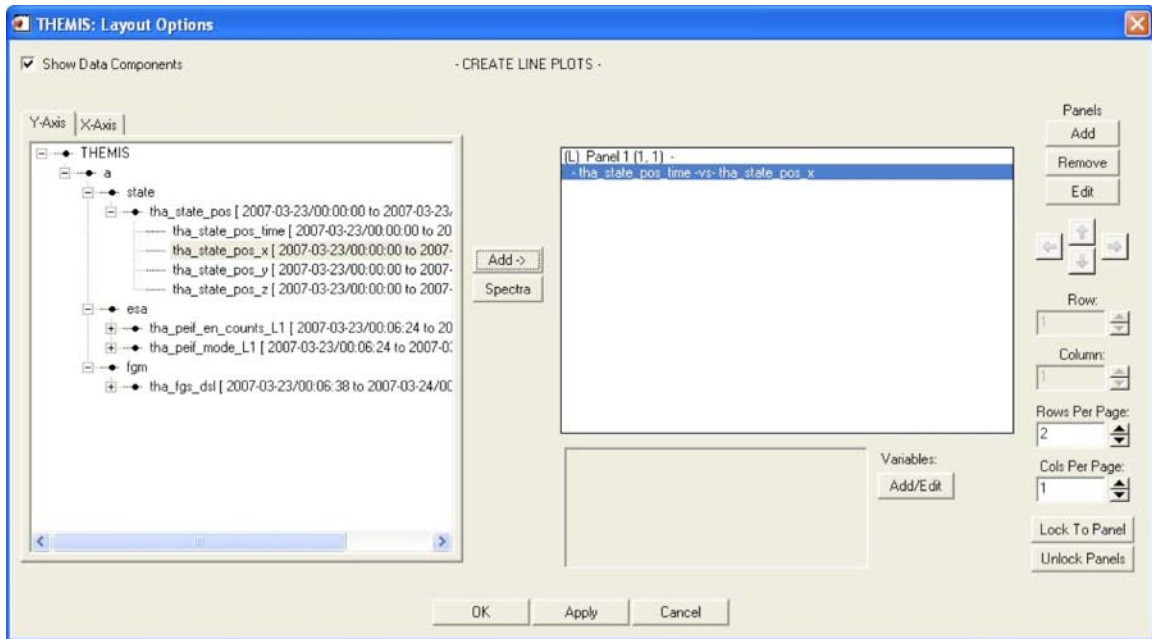 THEMIS: Layout Options
Show Data Components
- CREATE LINE PLOTS -
Y-Axis
X-Axis
THEMIS
a
state
tha_state_pos [ 2007-03-23/00:00:00 to 2007-03-23/
tha_state_pos_time [ 2007-03-23/00:00:00 to 20
tha_state_pos_x [ 2007-03-23/00:00:00 to 2007-
tha_state_pos_y [ 2007-03-23/00:00:00 to 2007-
tha_state_pos_z [ 2007-03-23/00:00:00 to 2007-
esa
tha_peif_en_counts_L1 [ 2007-03-23/00:06:24 to 20
tha_peif_mode_L1 [ 2007-03-23/00:06:24 to 2007-0
fgm
tha_fgs_dsl [ 2007-03-23/00:06:38 to 2007-03-24/00
Add ->
Spectra
(L) Panel 1 (1, 1) -
- tha_state_pos_time -vs- tha_state_pos_x
Variables:
Add/Edit
Panels
Add
Remove
Edit
Row:
1
Column:
1
Rows Per Page:
2
Cols Per Page:
1
Lock To Panel
Unlock Panels
OK
Apply
Cancel